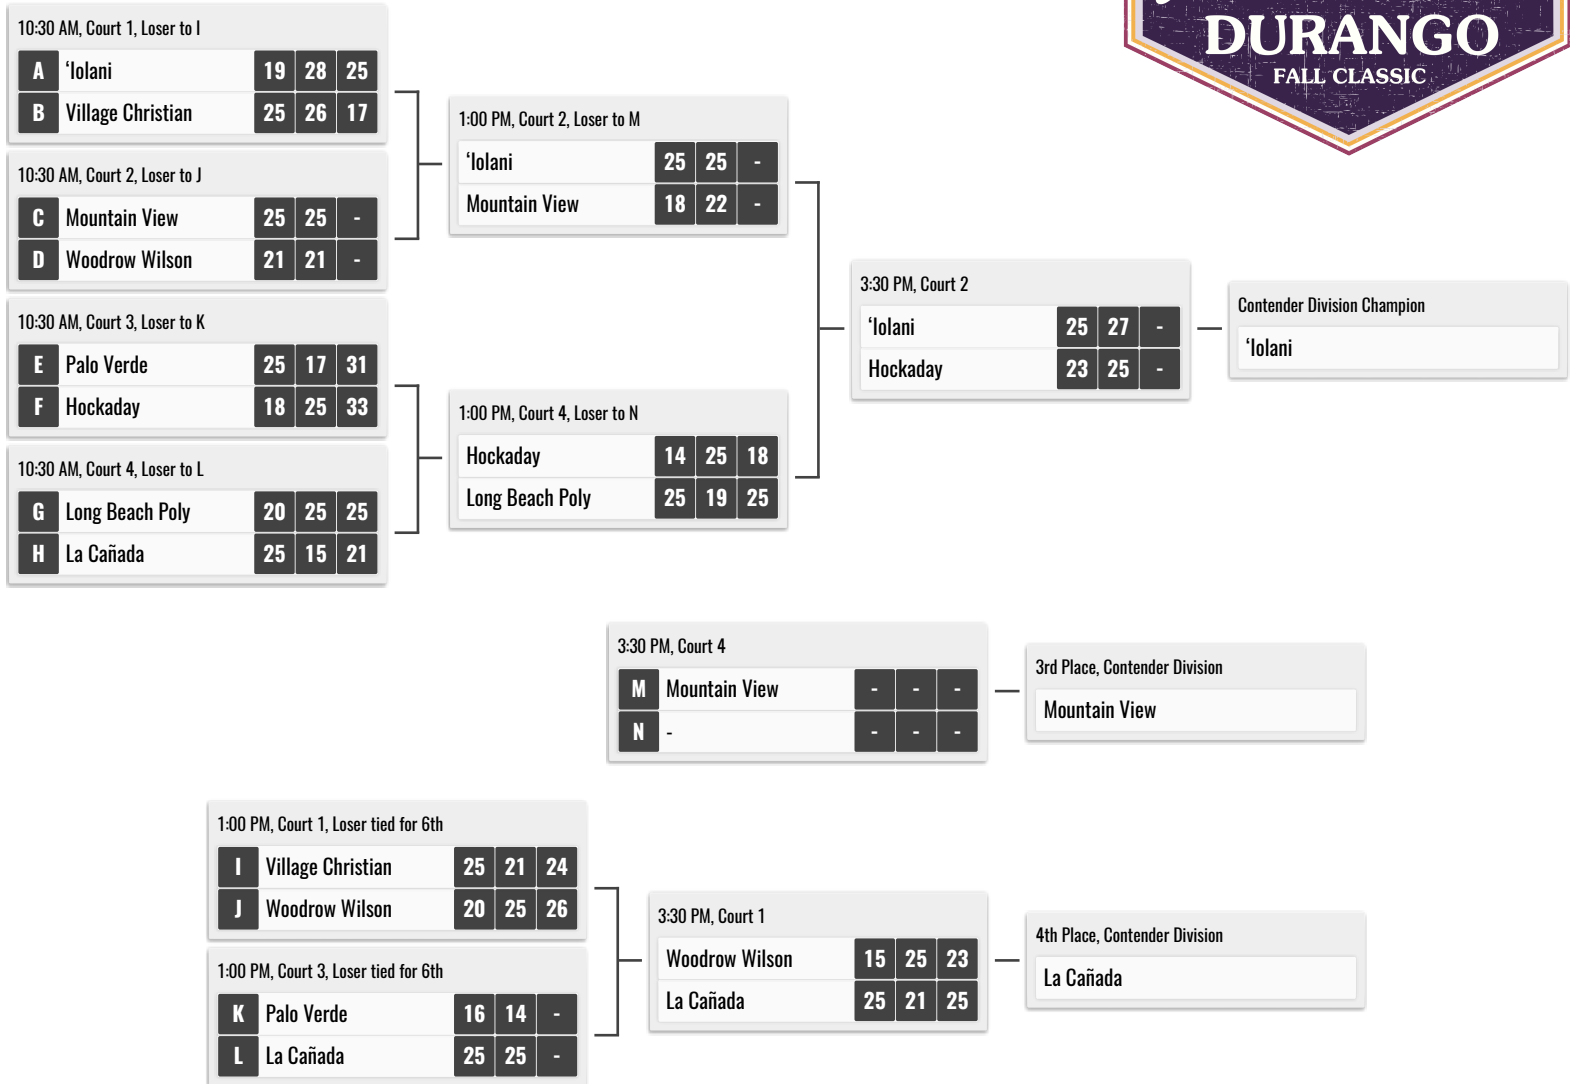 DURANGO
FALL CLASSIC
10:30 AM, Court 1, Loser to I
A ‘Iolani 19 28 25
B Village Christian 25 26 17
10:30 AM, Court 2, Loser to J
C Mountain View 25 25 -
D Woodrow Wilson 21 21 -
10:30 AM, Court 3, Loser to K
E Palo Verde 25 17 31
F Hockaday 18 25 33
10:30 AM, Court 4, Loser to L
G Long Beach Poly 20 25 25
H La Cañada 25 15 21
1:00 PM, Court 2, Loser to M
‘Iolani 25 25 -
Mountain View 18 22 -
1:00 PM, Court 4, Loser to N
Hockaday 14 25 18
Long Beach Poly 25 19 25
3:30 PM, Court 2
‘Iolani 25 27 -
Hockaday 23 25 -
Contender Division Champion
‘Iolani
3:30 PM, Court 4
M Mountain View - - -
N - - - -
3rd Place, Contender Division
Mountain View
1:00 PM, Court 1, Loser tied for 6th
I Village Christian 25 21 24
J Woodrow Wilson 20 25 26
1:00 PM, Court 3, Loser tied for 6th
K Palo Verde 16 14 -
L La Cañada 25 25 -
3:30 PM, Court 1
Woodrow Wilson 15 25 23
La Cañada 25 21 25
4th Place, Contender Division
La Cañada